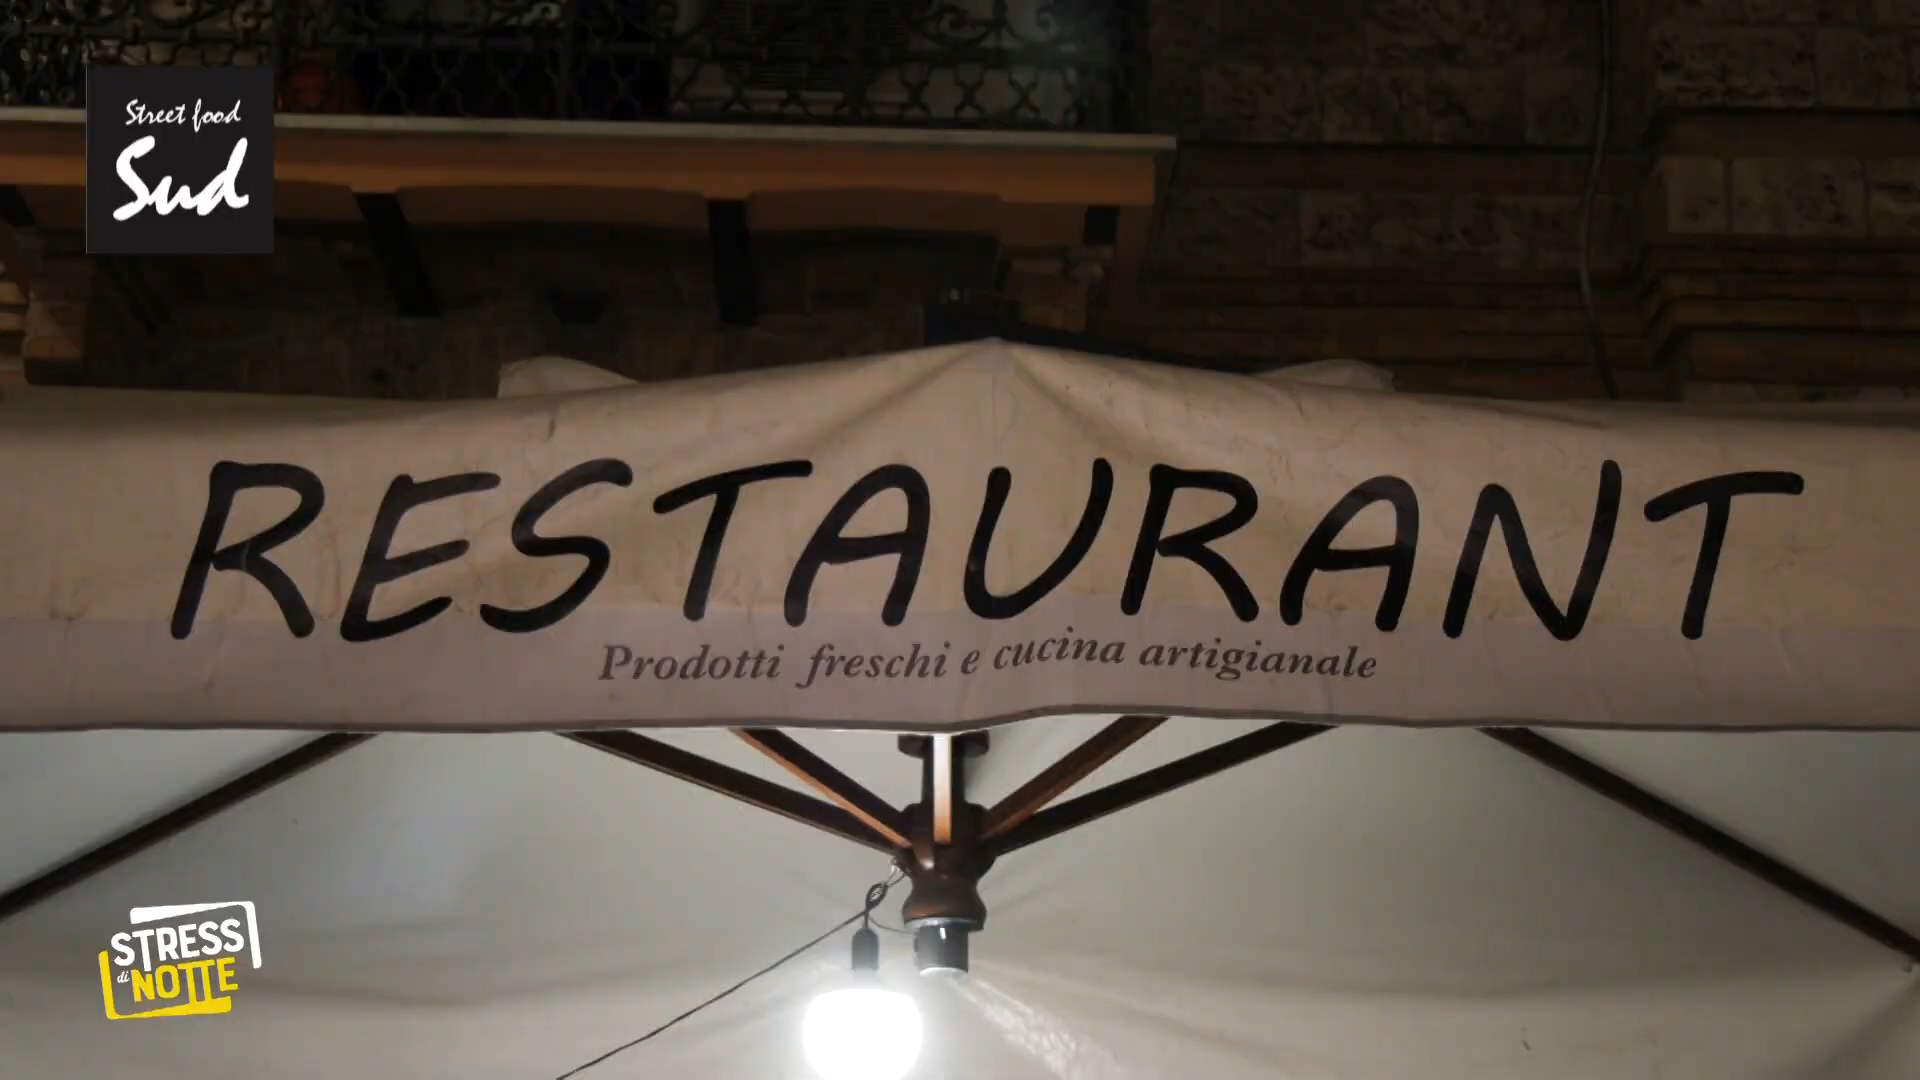 Street food
Sud
RESTAURANT
Prodotti freschi e cucina artigianale
STRESS
di NOTTE